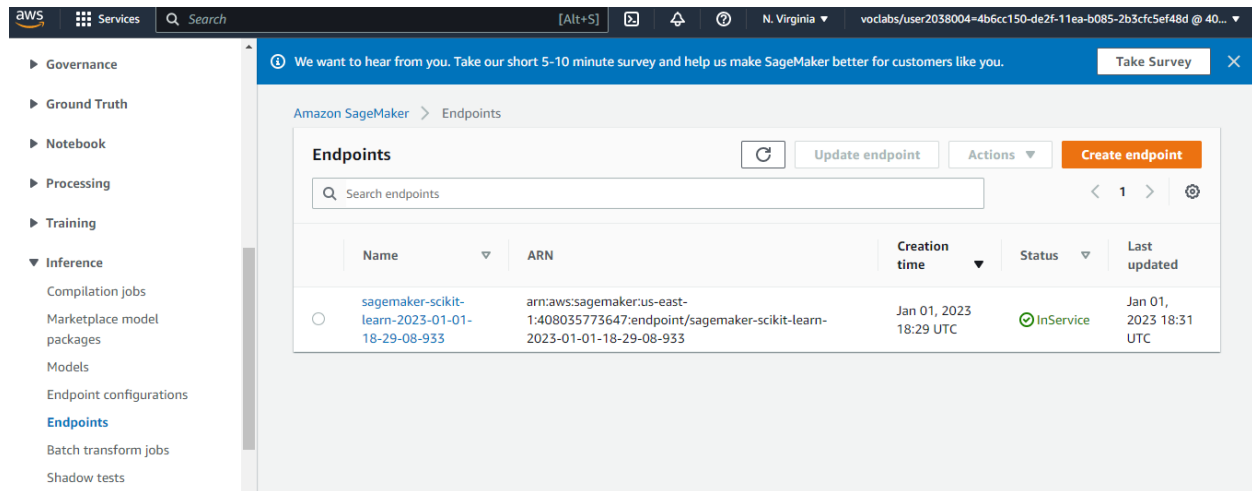 aws Services Search [Alt+S] N. Virginia ▼ voclabs/user2038004=4b6cc150-de2f-11ea-b085-2b3cfc5ef48d @ 40... ▼
Governance
Ground Truth
Notebook
Processing
Training
Inference
Compilation jobs
Marketplace model
packages
Models
Endpoint configurations
Endpoints
Batch transform jobs
Shadow tests
We want to hear from you. Take our short 5-10 minute survey and help us make SageMaker better for customers like you. Take Survey
Amazon SageMaker > Endpoints
Endpoints Update endpoint Actions ▼ Create endpoint
Search endpoints < 1 >
Name ARN Creation
time Status Last
updated
sagemaker-scikit-
learn-2023-01-01-
18-29-08-933
arn:aws:sagemaker:us-east-
1:408035773647:endpoint/sagemaker-scikit-learn-
2023-01-01-18-29-08-933
Jan 01, 2023
18:29 UTC
InService
Jan 01,
2023 18:31
UTC